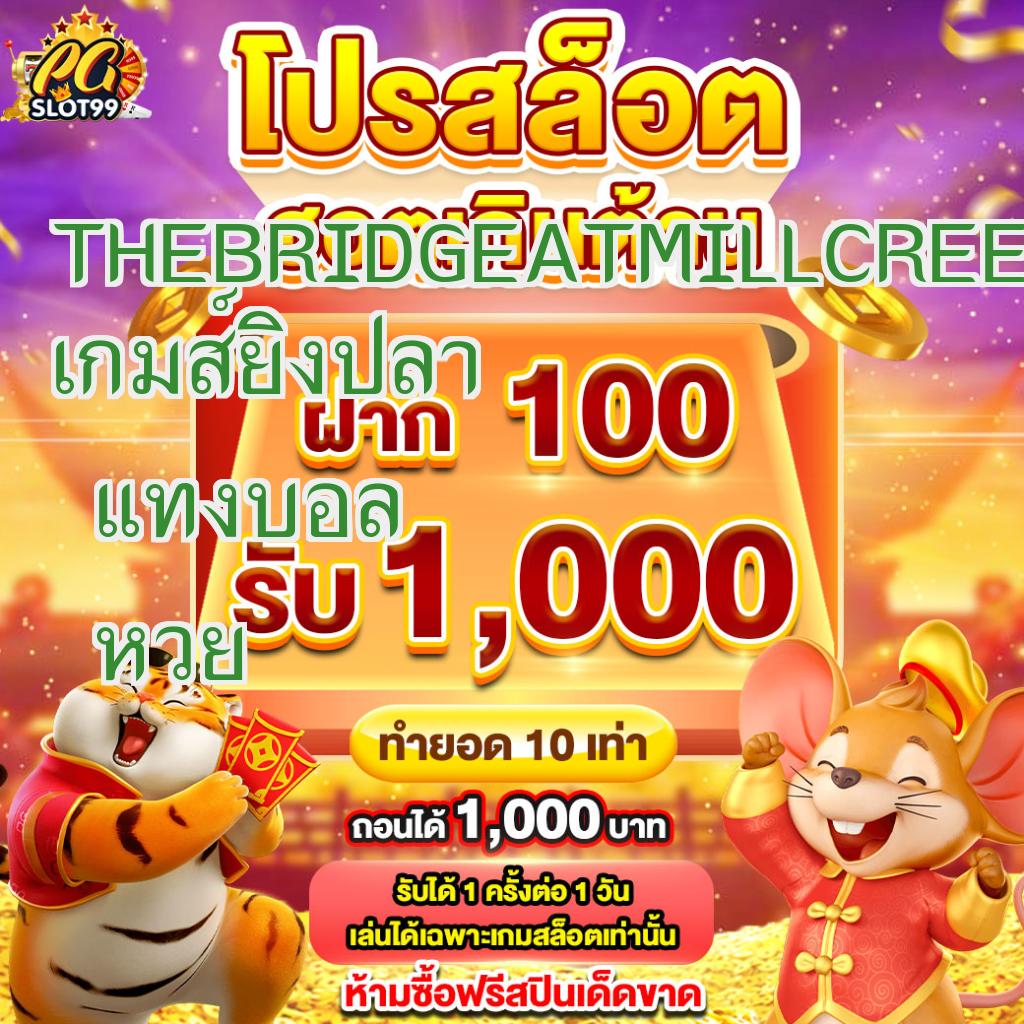 PG
SLOT99
โปรสล็อต
THEBRIDGEATMILLCREE
เกมส์ยิงปลา
ฝาก 100
แทงบอล
รับ 1,000
หวย
ทำยอด 10 เท่า
ถอนได้ 1,000 บาท
รับได้ 1 ครั้งต่อ 1 วัน
เล่นได้เฉพาะเกมสล็อตเท่านั้น
ห้ามซื้อฟรีสปินเด็ดขาด